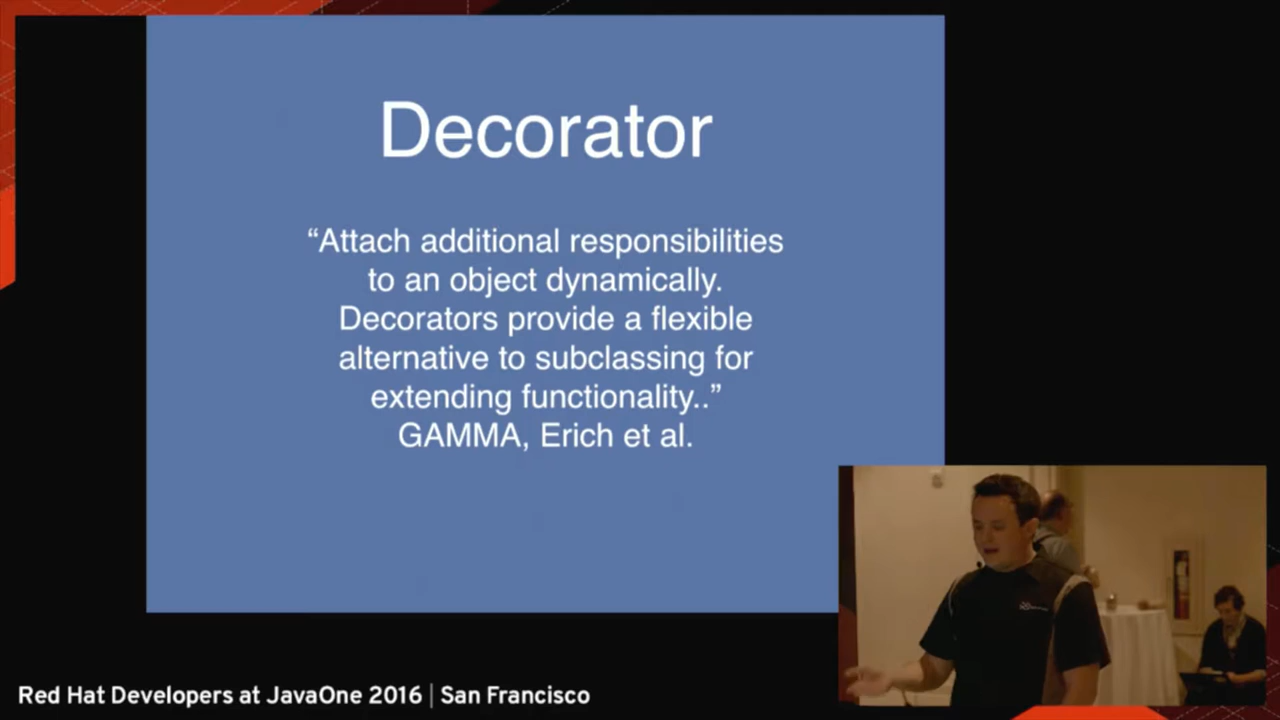 Decorator
“Attach additional responsibilities
to an object dynamically.
Decorators provide a flexible
alternative to subclassing for
extending functionality..”
GAMMA, Erich et al.
Red Hat Developers at JavaOne 2016 | San Francisco